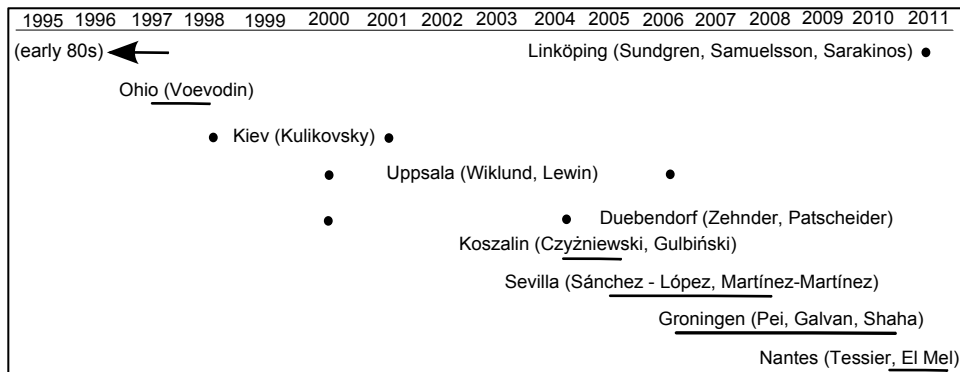 1995 1996 1997 1998 1999 2000 2001 2002 2003 2004 2005 2006 2007 2008 2009 2010 2011
(early 80s) Linköping (Sundgren, Samuelsson, Sarakinos)
Ohio (Voevodin)
Kiev (Kulikovsky)
Uppsala (Wiklund, Lewin)
Duebendorf (Zehnder, Patscheider)
Koszalin (Czyżniewski, Gulbiński)
Sevilla (Sánchez - López, Martínez-Martínez)
Groningen (Pei, Galvan, Shaha)
Nantes (Tessier, El Mel)